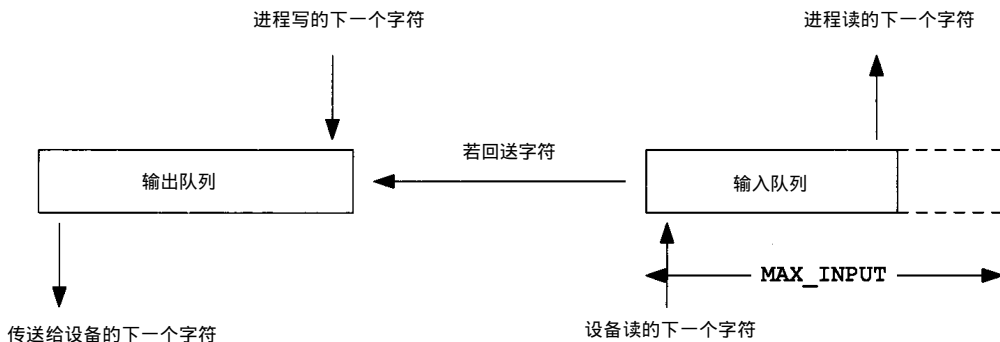 进程写的下一个字符
进程读的下一个字符
若回送字符
输出队列
输入队列
MAX_INPUT
传送给设备的下一个字符
设备读的下一个字符